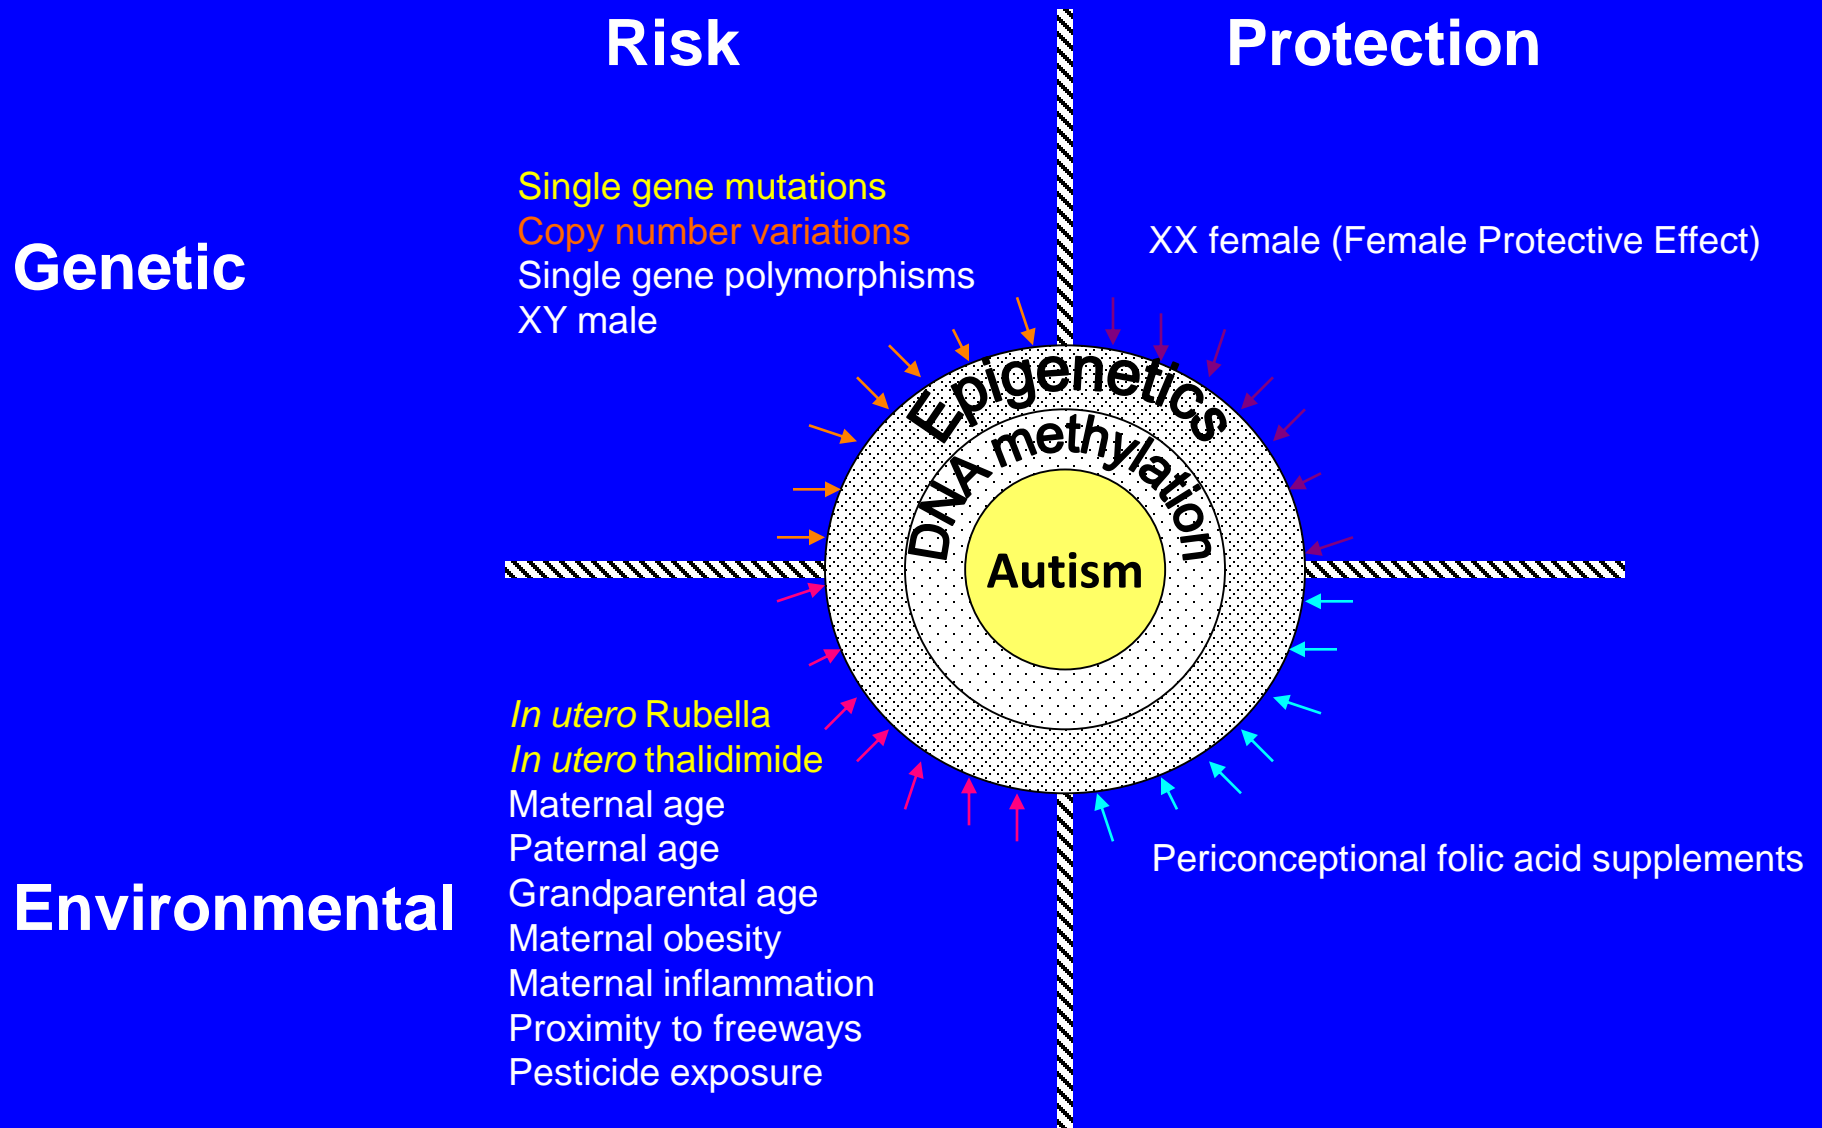 Risk
Protection
Genetic
Single gene mutations
Copy number variations
Single gene polymorphisms
XY male
XX female (Female Protective Effect)
Epigenetics
DNA methylation
Autism
Environmental
In utero Rubella
In utero thalidimide
Maternal age
Paternal age
Grandparental age
Maternal obesity
Maternal inflammation
Proximity to freeways
Pesticide exposure
Periconceptional folic acid supplements